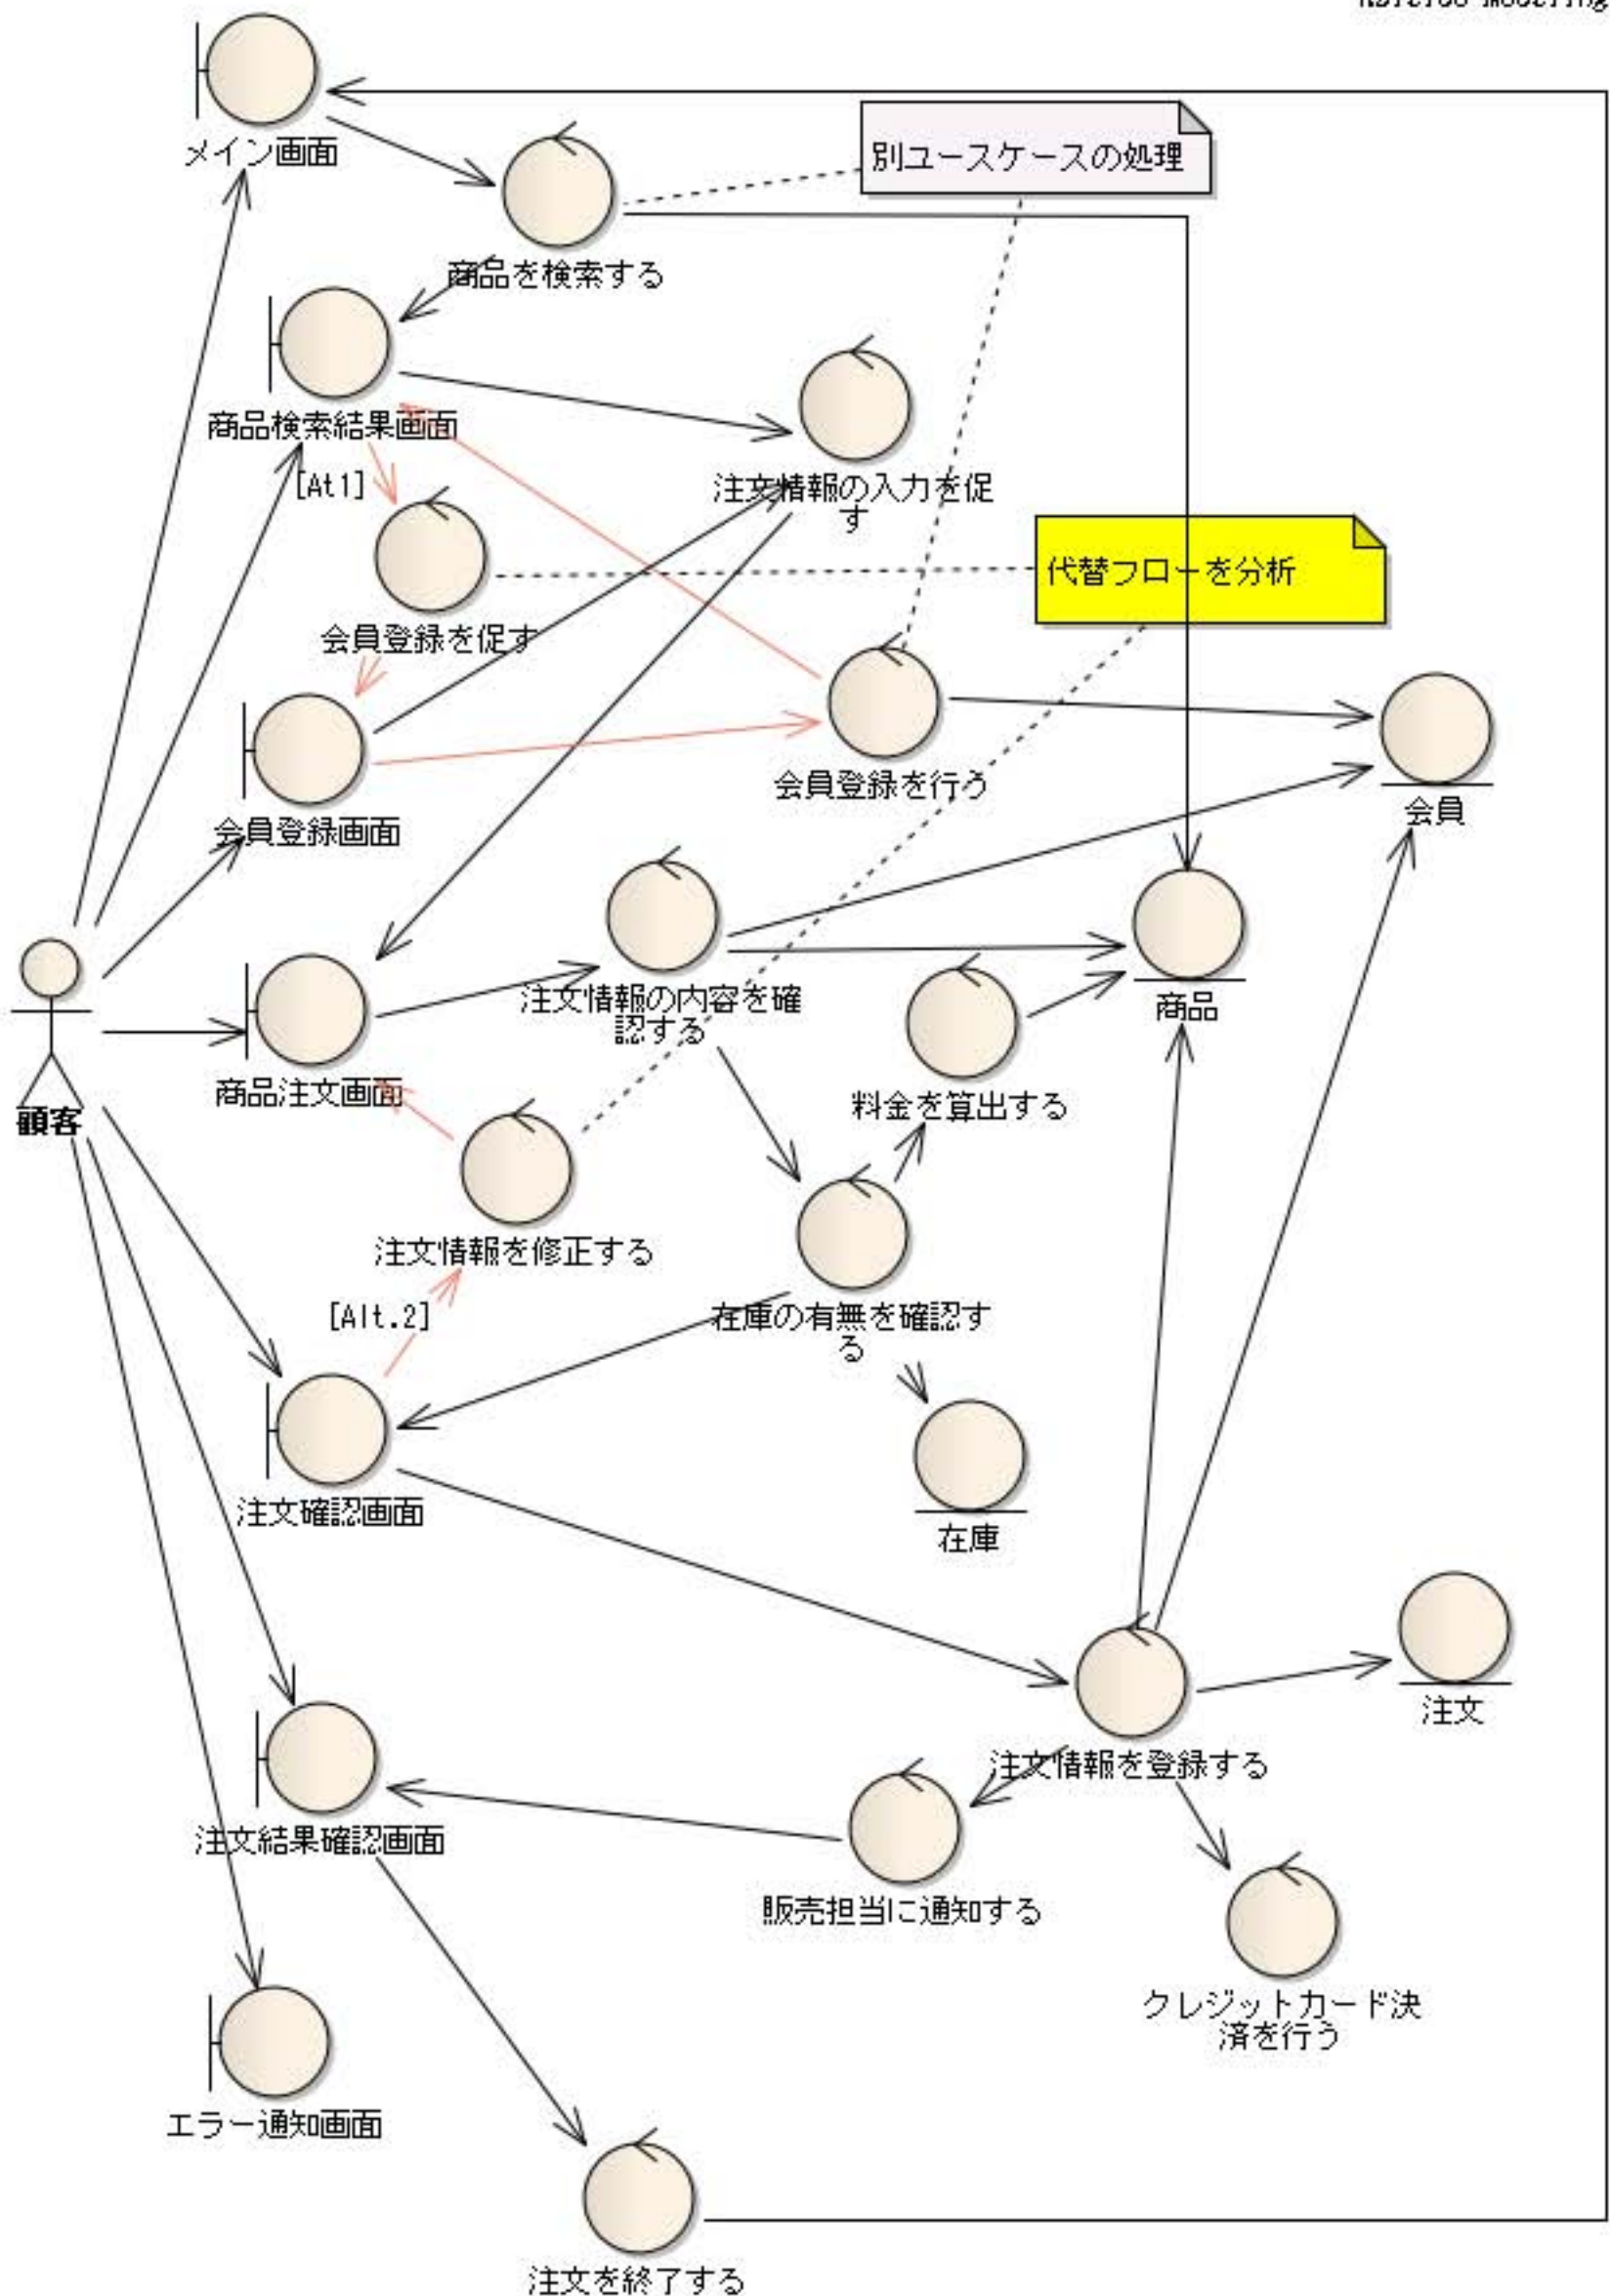 メイン画面
別ユースケースの処理
商品を検索する
商品検索結果画面
[At1]
注文情報の入力を促
す
代替フローを分析
会員登録を促す
会員登録を行う
会員
会員登録画面
注文情報の内容を確
認する
商品
商品注文画面
料金を算出する
顧客
注文情報を修正する
[Alt.2]
在庫の有無を確認す
る
注文確認画面
在庫
注文
注文情報を登録する
注文結果確認画面
販売担当に通知する
クレジットカード決
済を行う
エラー通知画面
注文を終了する